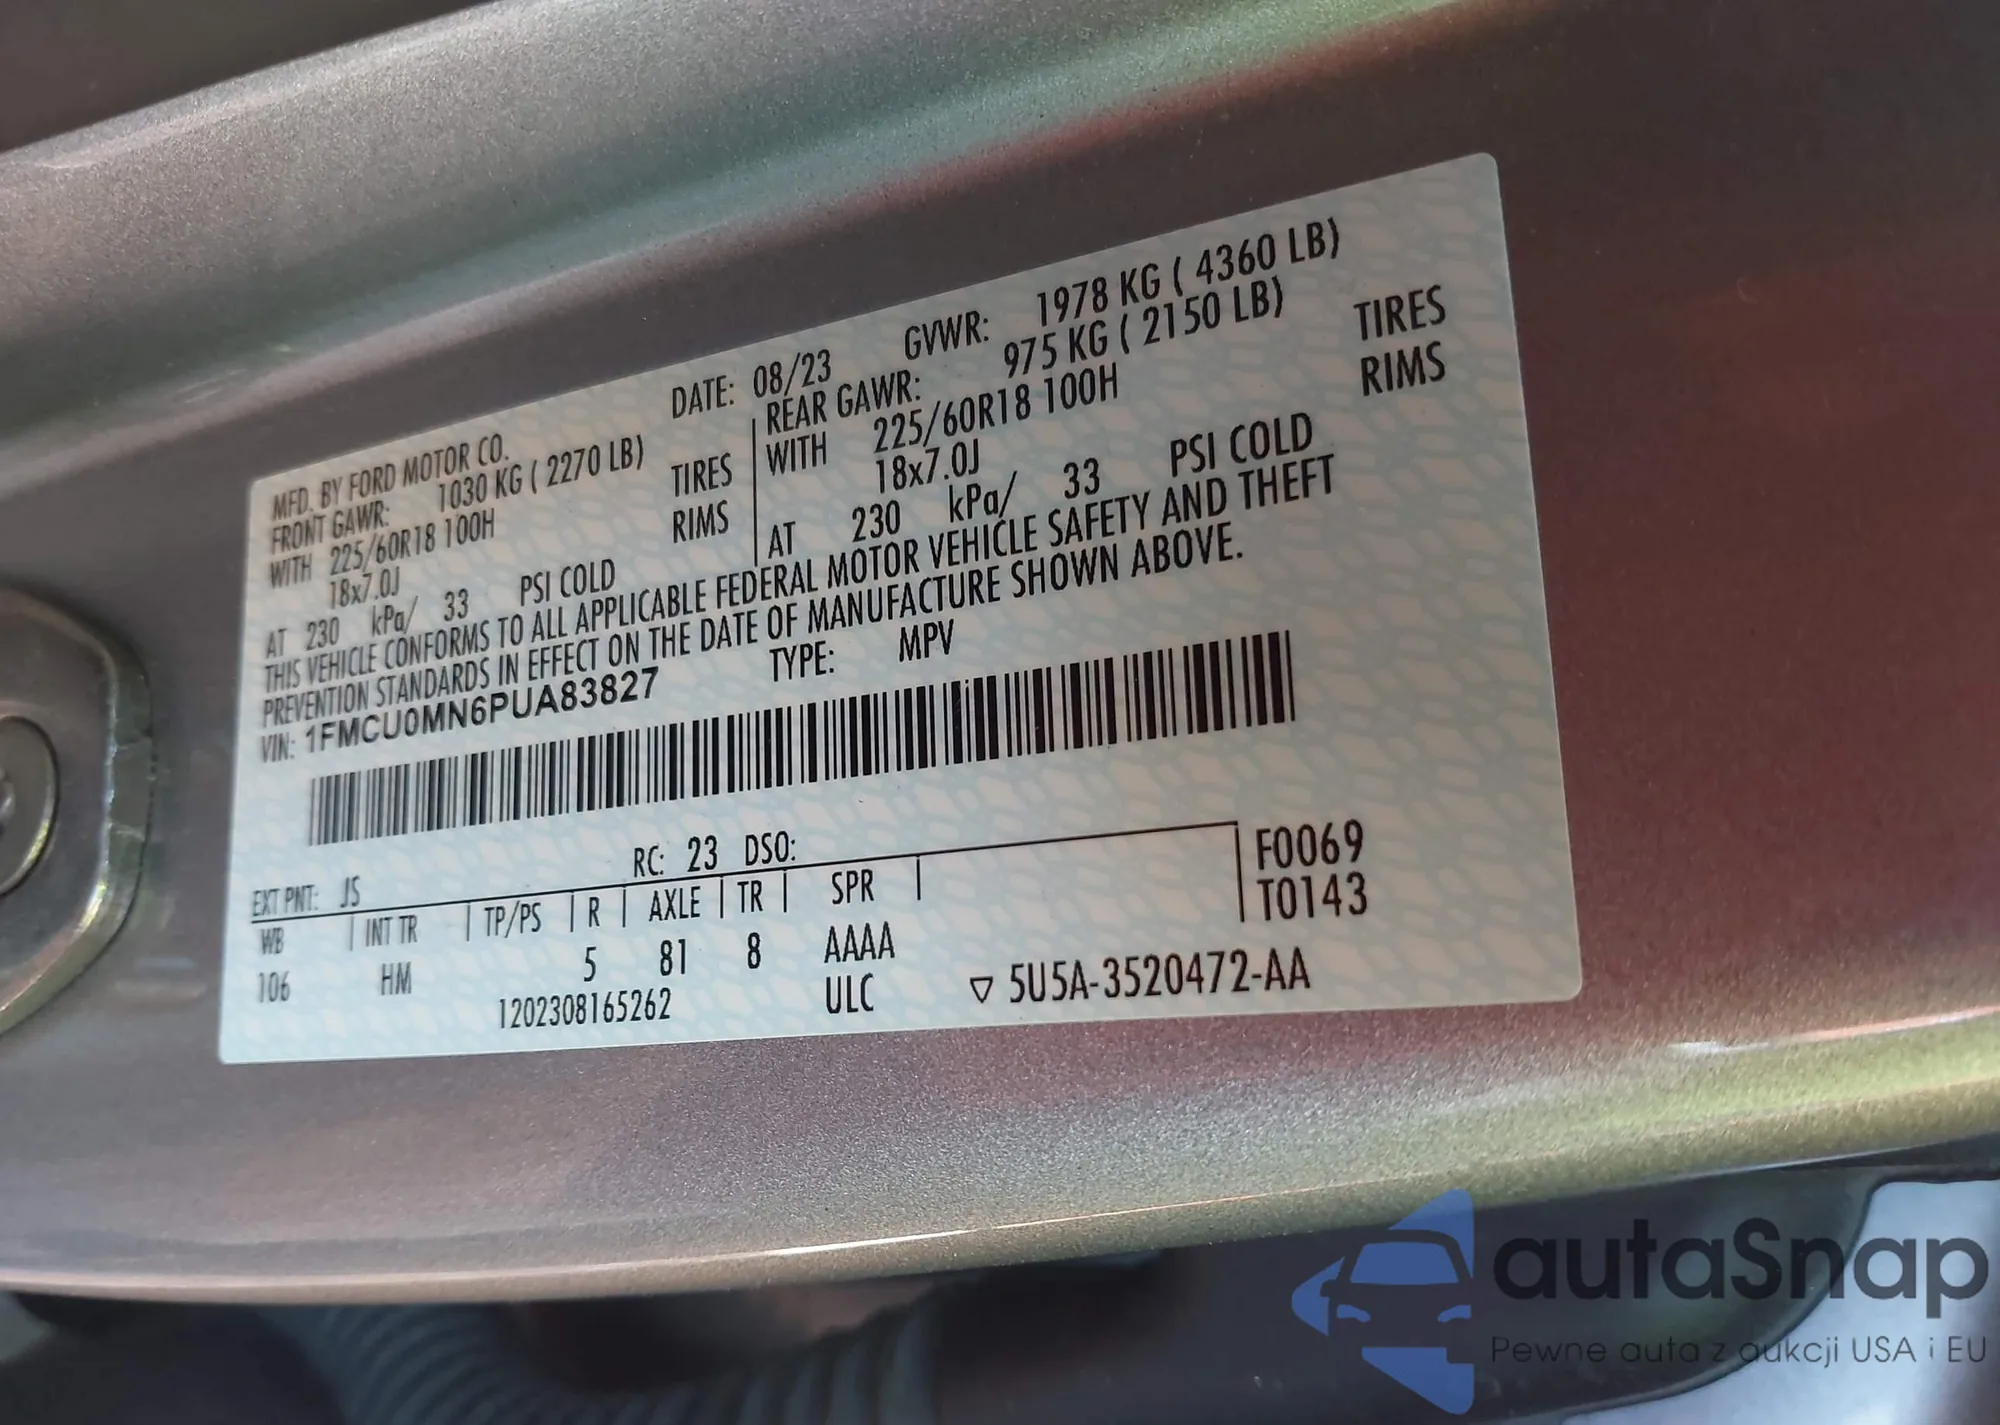 MFD. BY FORD MOTOR CO. DATE: 08/23 GVWR: 1978 KG ( 4360 LB)
FRONT GAWR: 1030 KG ( 2270 LB) REAR GAWR: 975 KG ( 2150 LB)
WITH 225/60R18 100H TIRES WITH 225/60R18 100H TIRES
18x7.0J RIMS 18x7.0J RIMS
AT 230 kPa/ 33 PSI COLD AT 230 kPa/ 33 PSI COLD
THIS VEHICLE CONFORMS TO ALL APPLICABLE FEDERAL MOTOR VEHICLE SAFETY AND THEFT
PREVENTION STANDARDS IN EFFECT ON THE DATE OF MANUFACTURE SHOWN ABOVE.
VIN: 1FMCU0MN6PUA83827 TYPE: MPV
EXT PNT: JS RC: 23 DSO: F0069
WB INT TR TP/PS R AXLE TR SPR T0143
106 HM 5 81 8 AAAA
1202308165262 ULC ▽ 5U5A-3520472-AA
autaSnap
Pewne auta z aukcji USA i EU